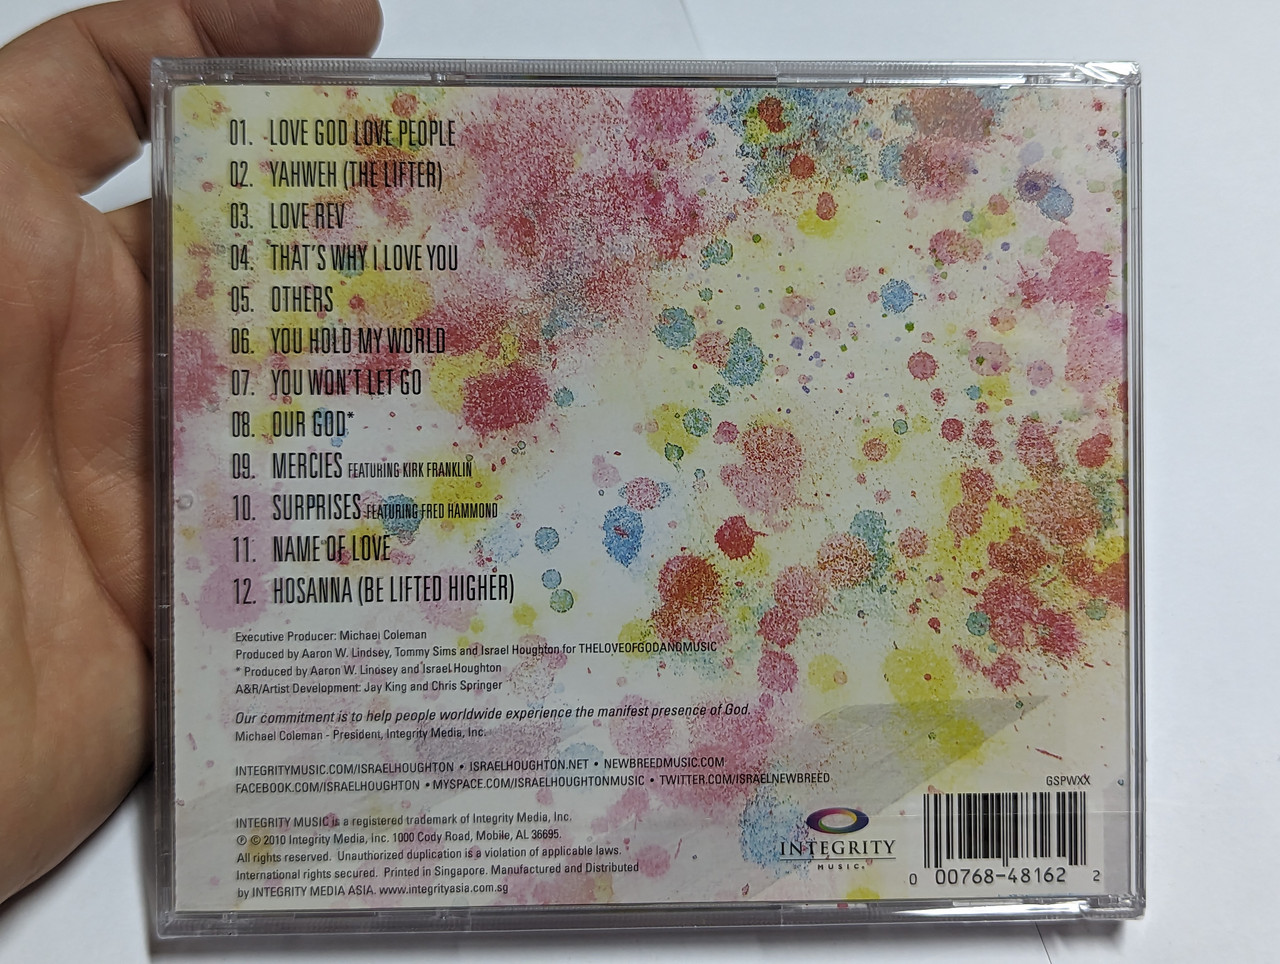 01. LOVE GOD LOVE PEOPLE
02. YAHWEH (THE LIFTER)
03. LOVE REV
04. THAT'S WHY I LOVE YOU
05. OTHERS
06. YOU HOLD MY WORLD
07. YOU WON'T LET GO
08. OUR GOD*
09. MERCIES FEATURING KIRK FRANKLIN
10. SURPRISES FEATURING FRED HAMMOND
11. NAME OF LOVE
12. HOSANNA (BE LIFTED HIGHER)
Executive Producer: Michael Coleman
Produced by Aaron W. Lindsey, Tommy Sims and Israel Houghton for THELOVEOFGODANDMUSIC
* Produced by Aaron W. Linosey and Israel Houghton
A&R/Artist Development: Jay King and Chris Springer
Our commitment is to help people worldwide experience the manifest presence of God.
Michael Coleman - President, Integrity Media, Inc.
INTEGRITYMUSIC.COM/ISRAELHOUGHTON • ISRAELHOUGHTON.NET • NEWBREEDMUSIC.COM
FACEBOOK.COM/ISRAELHOUGHTON • MYSPACE.COM/ISRAELHOUGHTONMUSIC • TWITTER.COM/ISRAELNEWBREED
INTEGRITY MUSIC is a registered trademark of Integrity Media, Inc.
℗ © 2010 Integrity Media, Inc. 1000 Cody Road, Mobile, AL 36695.
All rights reserved. Unauthorized duplication is a violation of applicable laws.
International rights secured. Printed in Singapore. Manufactured and Distributed
by INTEGRITY MEDIA ASIA. www.integrityasia.com.sg
INTEGRITY
MUSIC®
GSPWXX
0 00768-48162 2